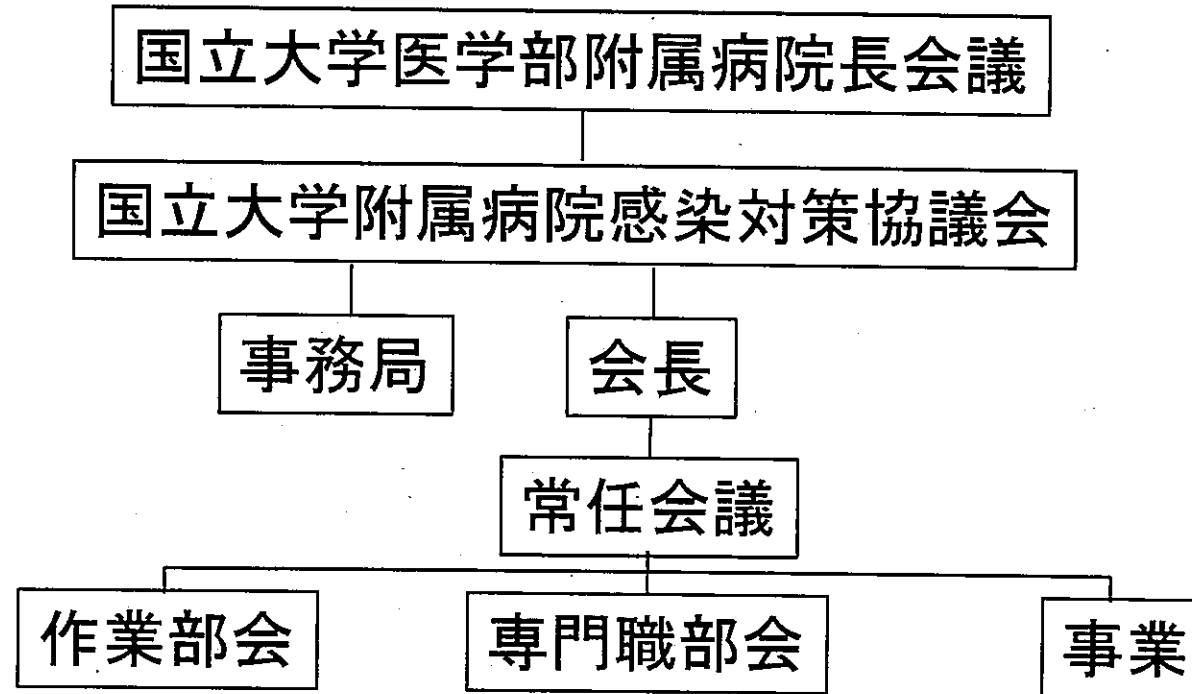 国立大学医学部附属病院長会議
国立大学附属病院感染対策協議会
事務局 会長
常任会議
作業部会 専門職部会 事業